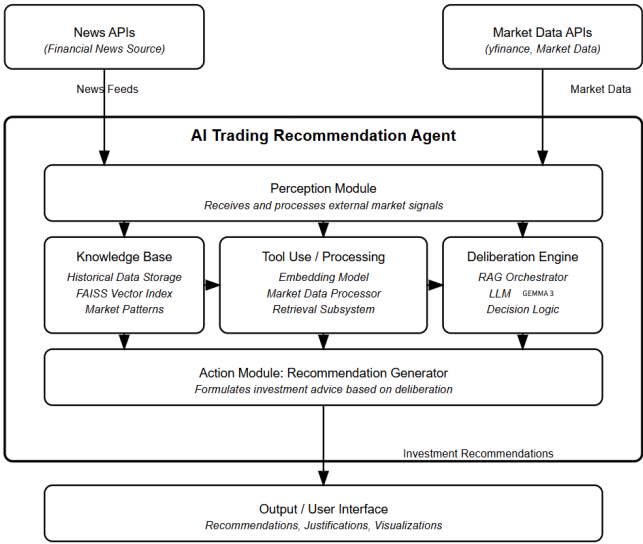 News APIs
(Financial News Source)
Market Data APIs
(yfinance, Market Data)
News Feeds
Market Data
AI Trading Recommendation Agent
Perception Module
Receives and processes external market signals
Knowledge Base
Historical Data Storage
FAISS Vector Index
Market Patterns
Tool Use / Processing
Embedding Model
Market Data Processor
Retrieval Subsystem
Deliberation Engine
RAG Orchestrator
LLM GEMMA 3
Decision Logic
Action Module: Recommendation Generator
Formulates investment advice based on deliberation
Investment Recommendations
Output / User Interface
Recommendations, Justifications, Visualizations